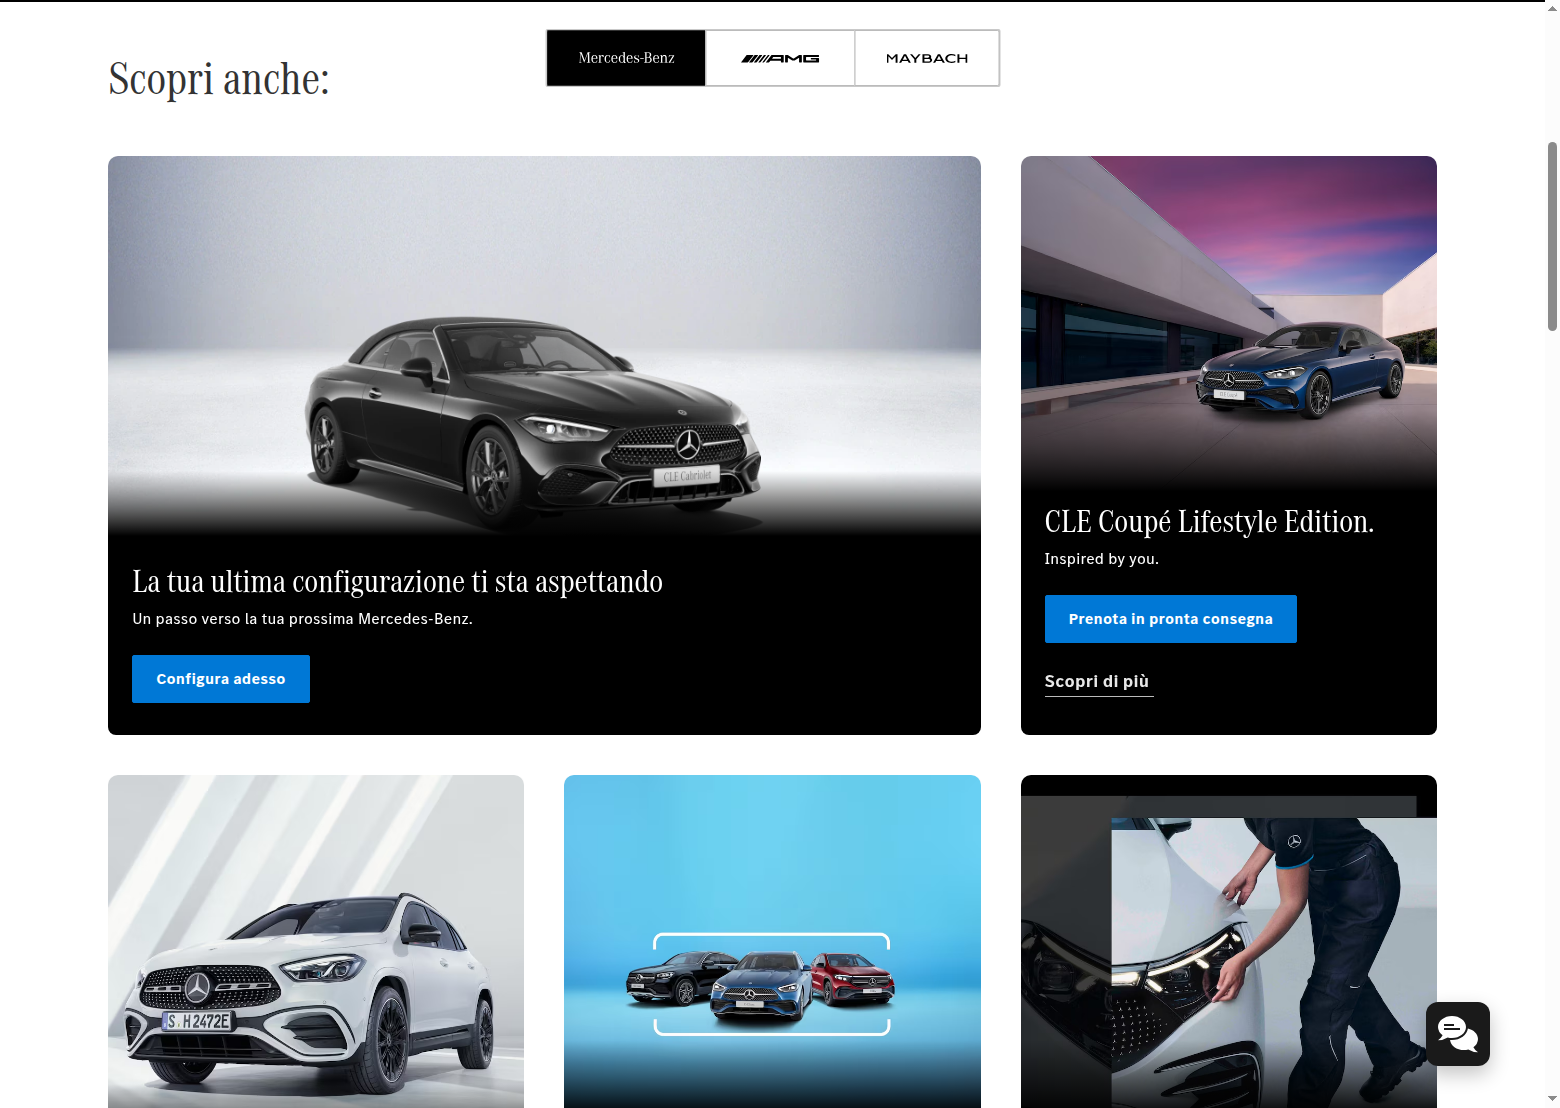 Mercedes-Benz
AMG
MAYBACH
Scopri anche:
CLE Cabriolet
La tua ultima configurazione ti sta aspettando
Un passo verso la tua prossima Mercedes-Benz.
Configura adesso
CLE Coupé Lifestyle Edition.
Inspired by you.
Prenota in pronta consegna
Scopri di più
S H 2472E